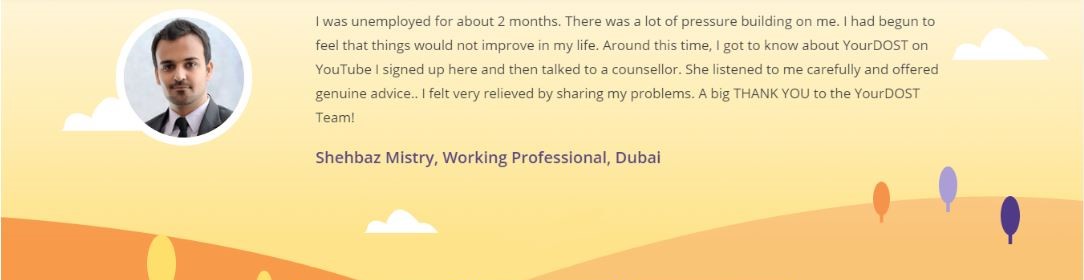 I was unemployed for about 2 months. There was a lot of pressure building on me. I had begun to
feel that things would not improve in my life. Around this time, I got to know about YourDOST on
YouTube I signed up here and then talked to a counsellor. She listened to me carefully and offered
genuine advice.. I felt very relieved by sharing my problems. A big THANK YOU to the YourDOST
Team!
Shehbaz Mistry, Working Professional, Dubai